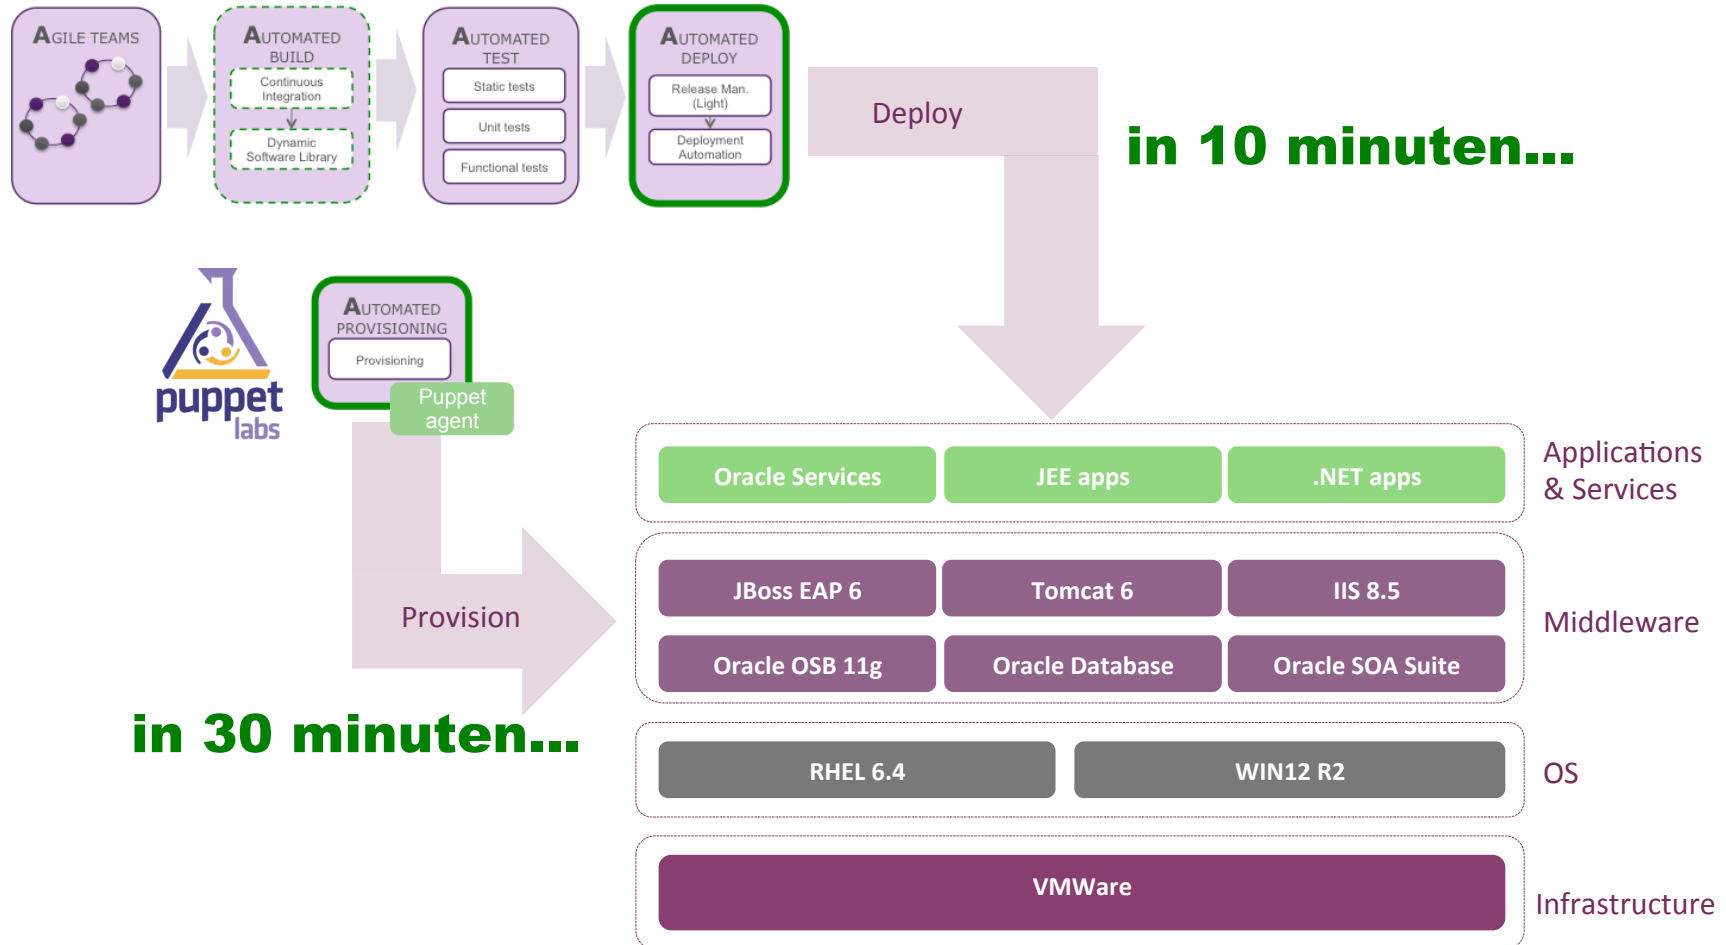 AGILE TEAMS
AUTOMATED
BUILD
Continuous
Integration
Dynamic
Software Library
AUTOMATED
TEST
Static tests
Unit tests
Functional tests
AUTOMATED
DEPLOY
Release Man.
(Light)
Deployment
Automation
Deploy
in 10 minuten...
puppet
labs
AUTOMATED
PROVISIONING
Provisioning
Puppet
agent
Provision
in 30 minuten...
Oracle Services
JEE apps
.NET apps
Applications
& Services
JBoss EAP 6
Tomcat 6
IIS 8.5
Oracle OSB 11g
Oracle Database
Oracle SOA Suite
Middleware
RHEL 6.4
WIN12 R2
OS
VMWare
Infrastructure